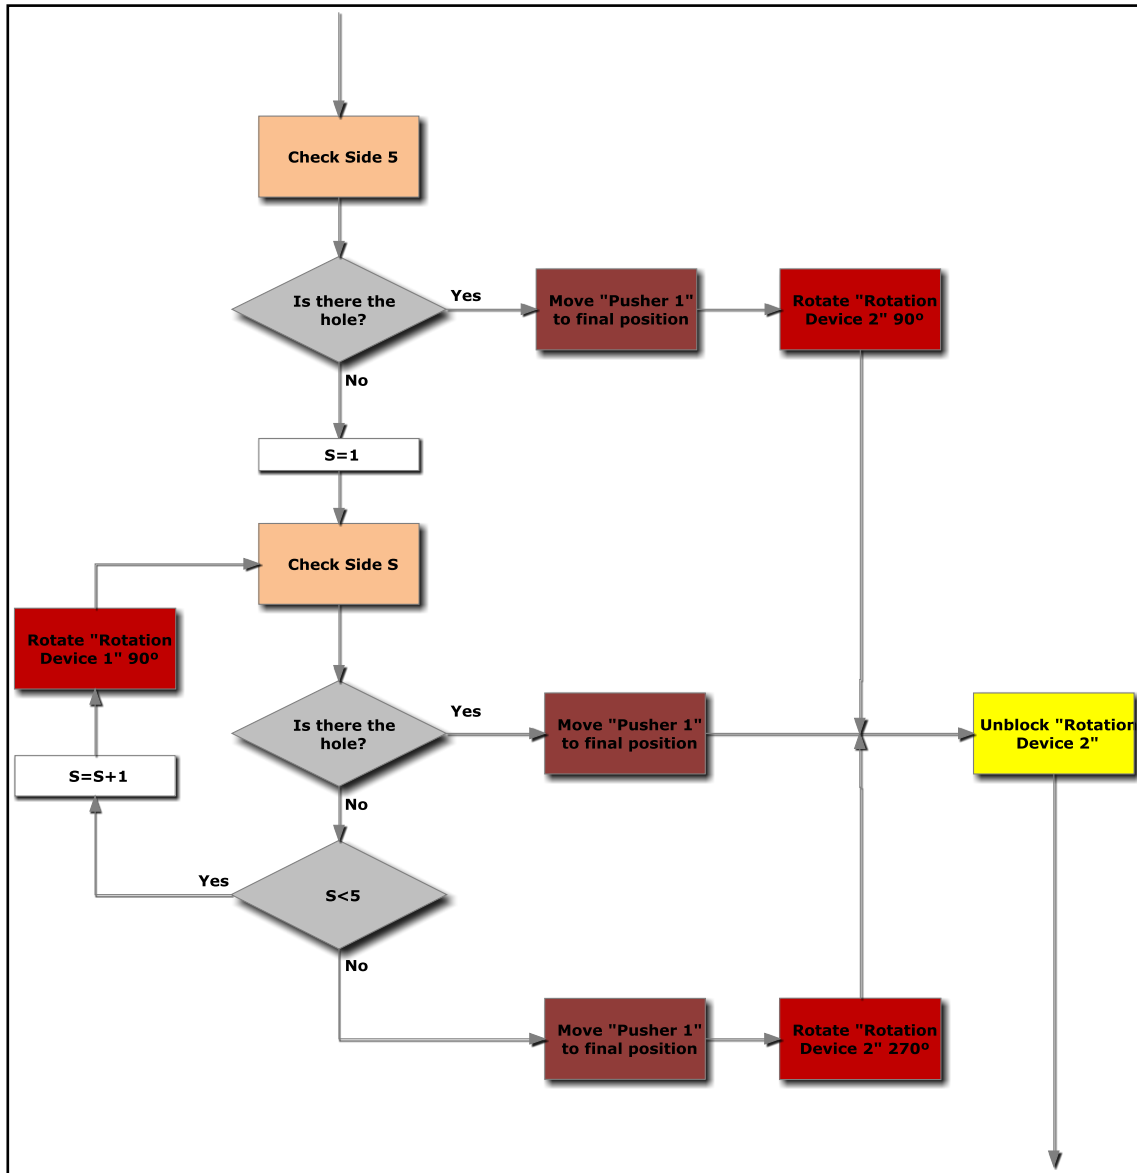 Check Side 5
Is there the
hole?
Yes
Move "Pusher 1"
to final position
Rotate "Rotation
Device 2" 90º
No
S=1
Check Side S
Rotate "Rotation
Device 1" 90º
Is there the
hole?
Yes
Move "Pusher 1"
to final position
Unblock "Rotation
Device 2"
S=S+1
No
Yes
S<5
No
Move "Pusher 1"
to final position
Rotate "Rotation
Device 2" 270º